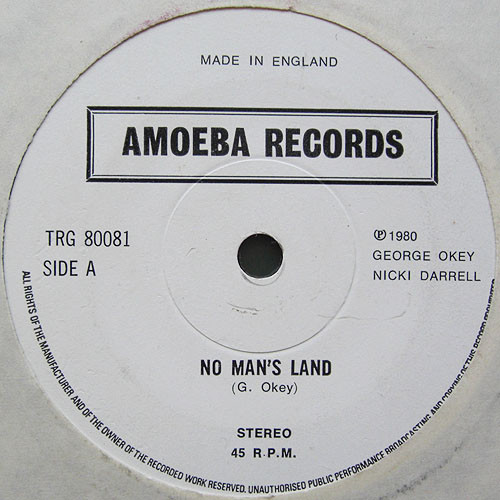 MADE IN ENGLAND
AMOEBA RECORDS
TRG 80081
SIDE A
℗ 1980
GEORGE OKEY
NICKI DARRELL
NO MAN'S LAND
(G. Okey)
STEREO
45 R.P.M.
ALL RIGHTS OF THE MANUFACTURER AND OF THE OWNER OF THE RECORDED WORK RESERVED. UNAUTHORISED PUBLIC PERFORMANCE BROADCASTING AND COPYING OF THIS RECORD